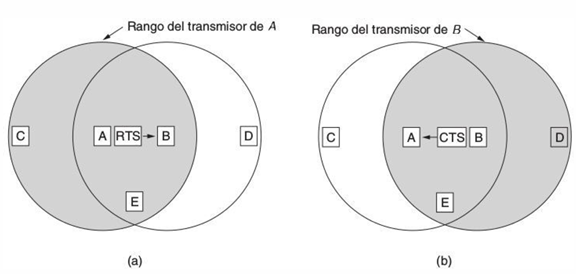 Rango del transmisor de A
C
A
RTS
B
D
E
(a)
Rango del transmisor de B
C
A
CTS
B
D
E
(b)